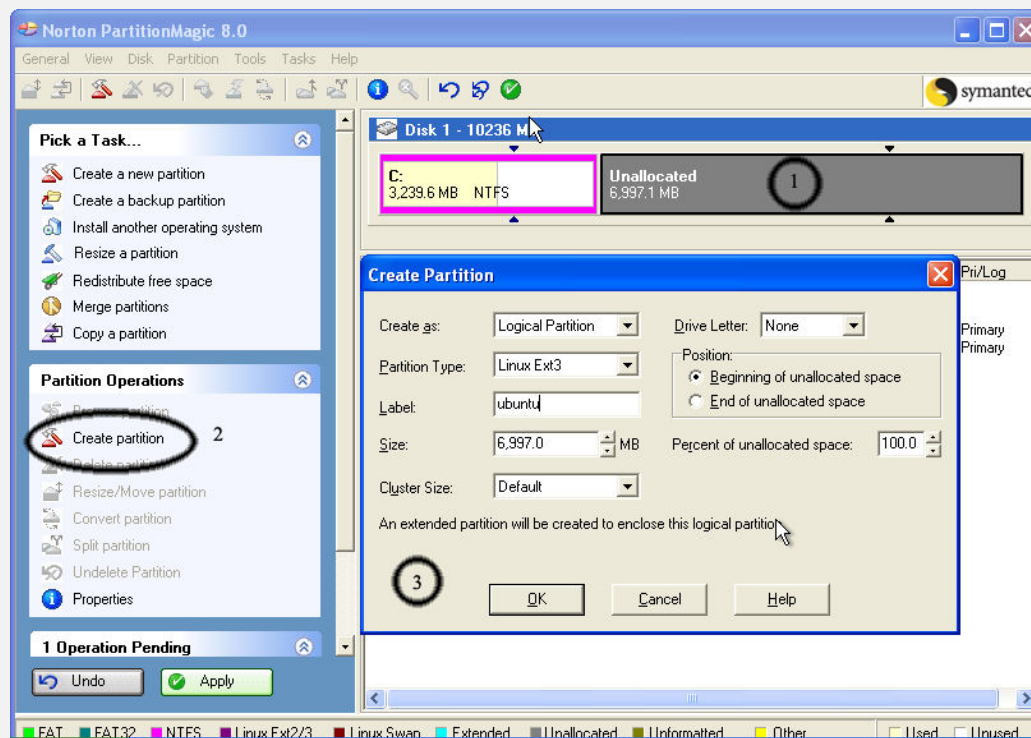 Norton PartitionMagic 8.0
General View Disk Partition Tools Tasks Help
symantec
Pick a Task...
Create a new partition
Create a backup partition
Install another operating system
Resize a partition
Redistribute free space
Merge partitions
Copy a partition
Partition Operations
Create partition 2
Delete partition
Resize/Move partition
Convert partition
Split partition
Undelete Partition
Properties
1 Operation Pending
Undo Apply
Disk 1 - 10236 M
C:
3,239.6 MB NTFS
Unallocated
6,997.1 MB
1
Pri/Log
Primary
Primary
Create Partition
Create as: Logical Partition
Drive Letter: None
Partition Type: Linux Ext3
Position:
Beginning of unallocated space
End of unallocated space
Label: ubuntu
Size: 6,997.0 MB
Percent of unallocated space: 100.0
Cluster Size: Default
An extended partition will be created to enclose this logical partition
3
OK Cancel Help
FAT FAT32 NTFS Linux Ext2/3 Linux Swap Extended Unallocated Unformatted Other Used Unused